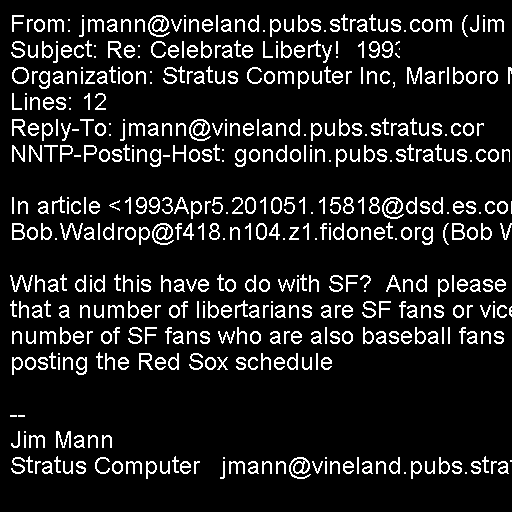 From: jmann@vineland.pubs.stratus.com (Jim
Subject: Re: Celebrate Liberty!  1993
Organization: Stratus Computer Inc, Marlboro
Lines: 12
Reply-To: jmann@vineland.pubs.stratus.cor
NNTP-Posting-Host: gondolin.pubs.stratus.com

In article <1993Apr5.201051.15818@dsd.es.co
Bob.Waldrop@f418.n104.z1.fidonet.org (Bob W

What did this have to do with SF?  And please
that a number of libertarians are SF fans or vice
number of SF fans who are also baseball fans
posting the Red Sox schedule

--
Jim Mann
Stratus Computer   jmann@vineland.pubs.strat